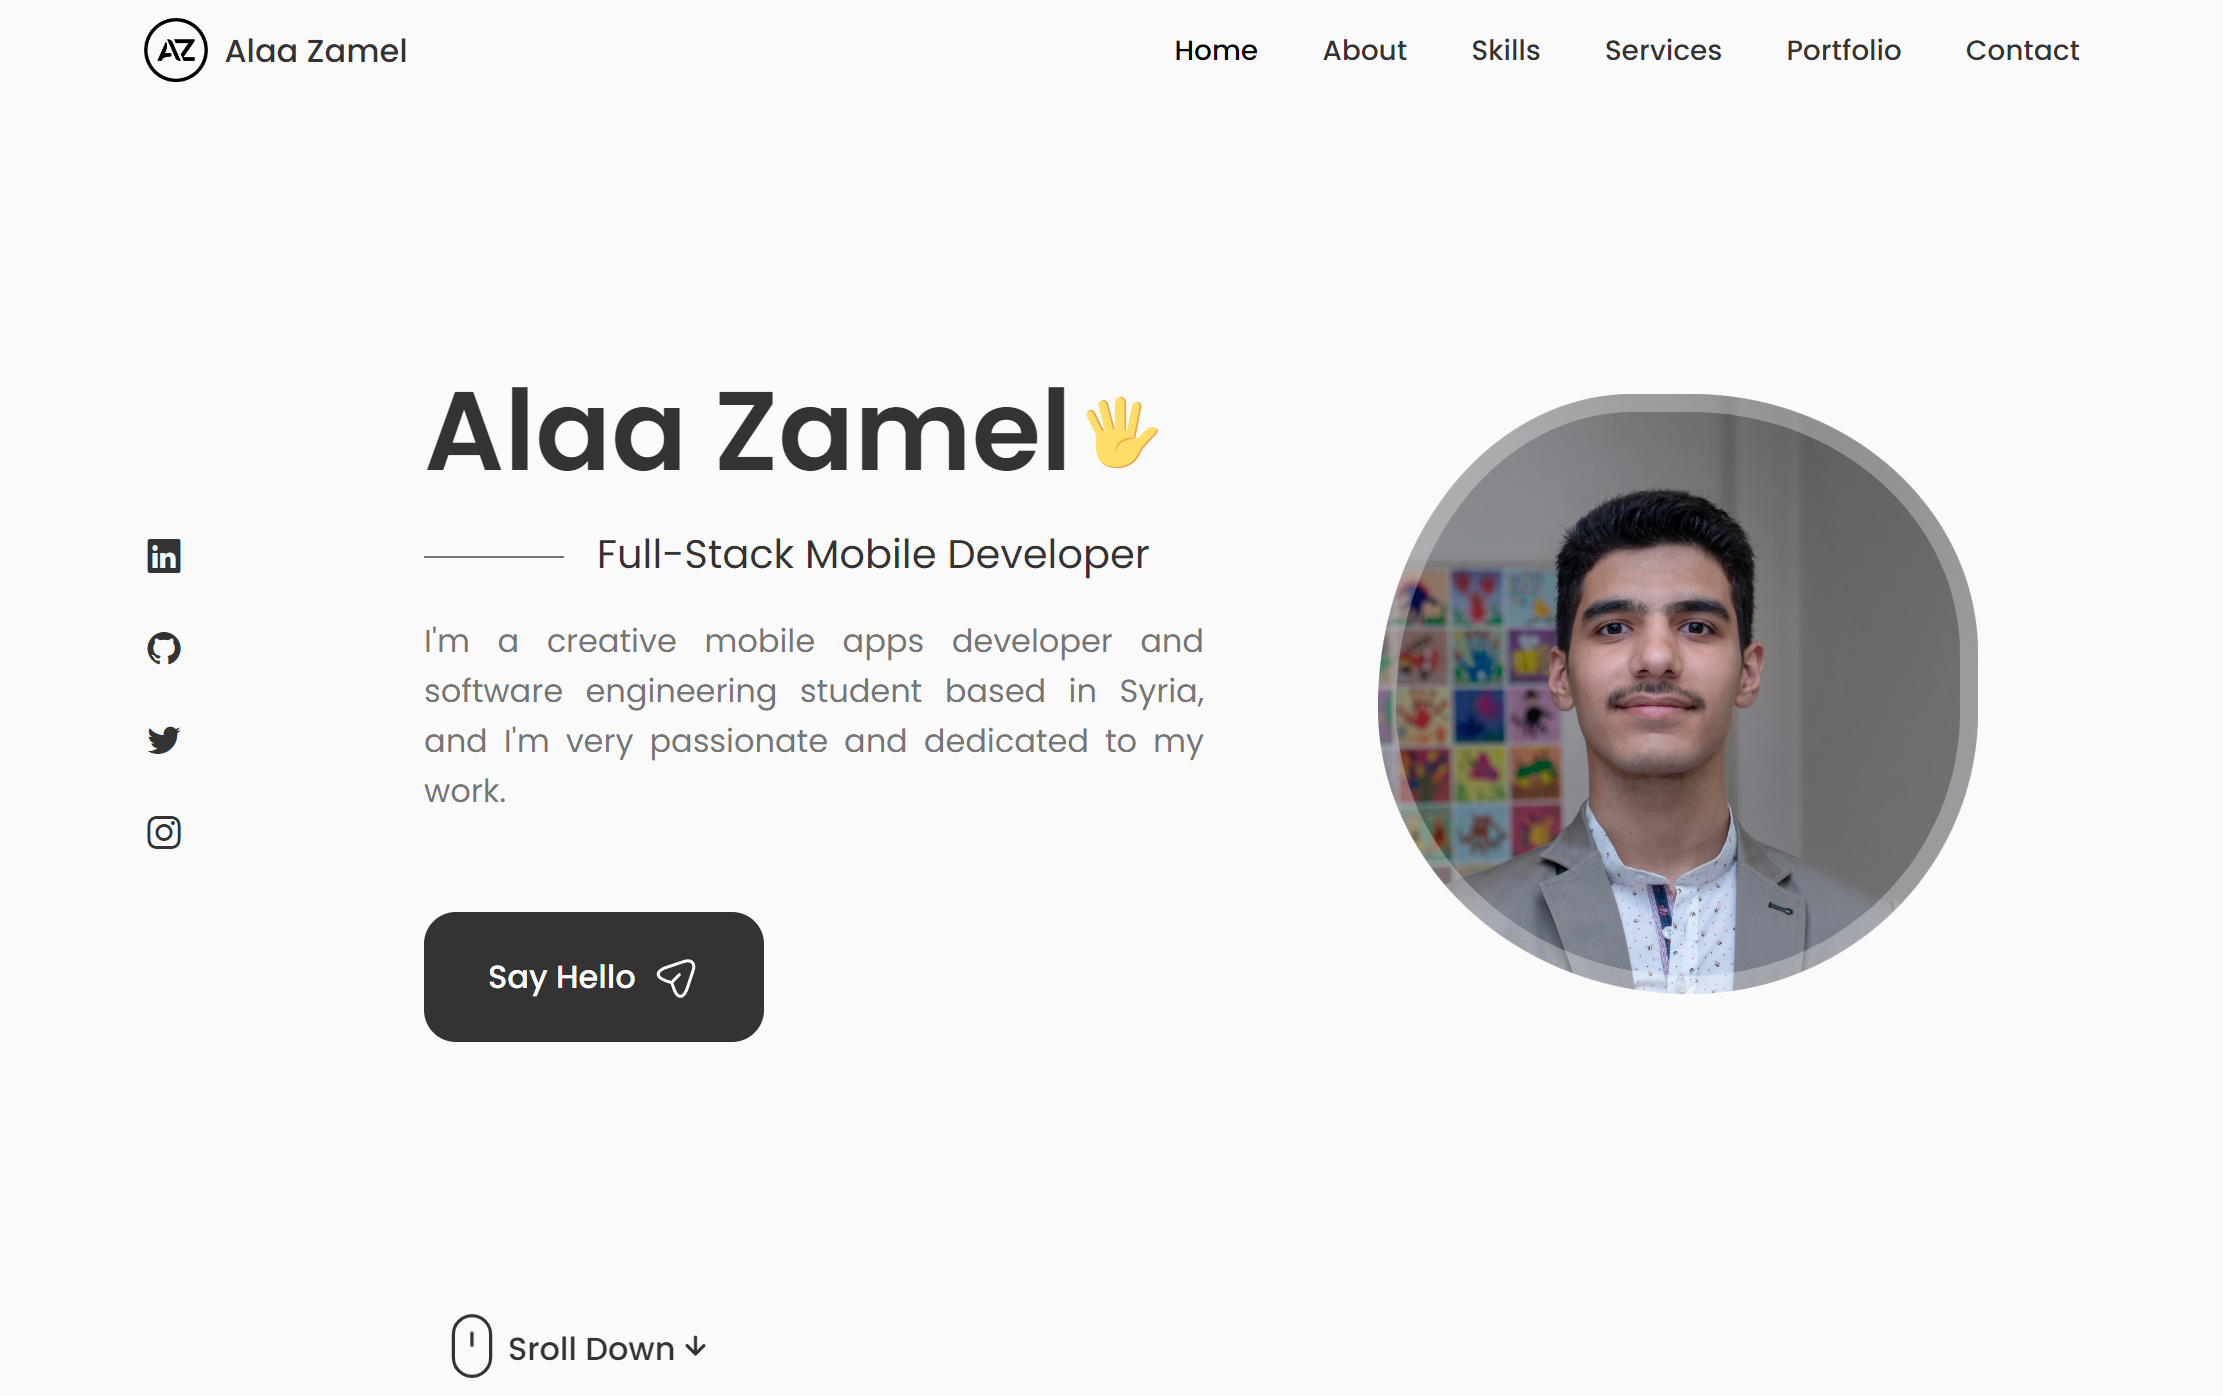 AZ Alaa Zamel
Home About Skills Services Portfolio Contact
Alaa Zamel🖐
Full-Stack Mobile Developer
I'm a creative mobile apps developer and
software engineering student based in Syria,
and I'm very passionate and dedicated to my
work.
in
Say Hello
Sroll Down ↓